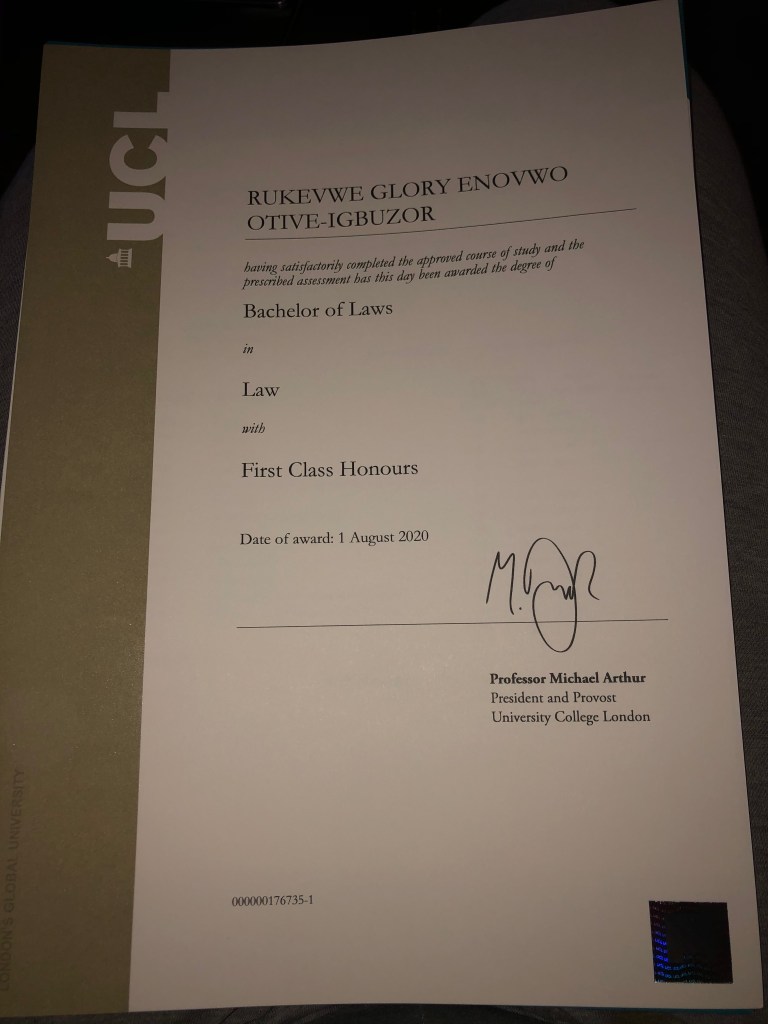 UCL
RUKEVWE GLORY ENOVWO
OTIVE-IGBUZOR
having satisfactorily completed the approved course of study and the
prescribed assessment has this day been awarded the degree of
Bachelor of Laws
in
Law
with
First Class Honours
Date of award: 1 August 2020
Professor Michael Arthur
President and Provost
University College London
LONDON'S GLOBAL UNIVERSITY
000000176735-1